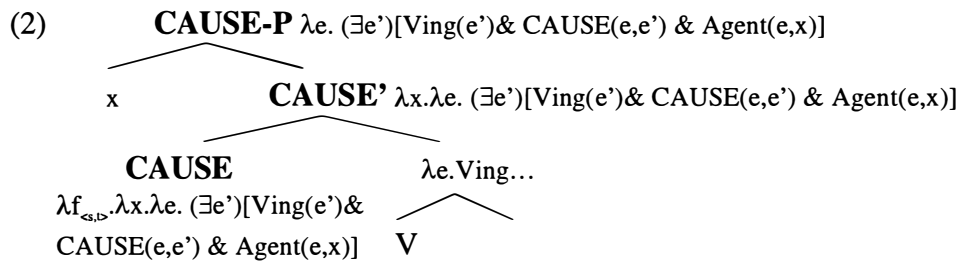 (2) CAUSE-P λe. (∃e’)[Ving(e’)& CAUSE(e,e’) & Agent(e,x)]
x CAUSE’ λx.λe. (∃e’)[Ving(e’)& CAUSE(e,e’) & Agent(e,x)]
CAUSE λe.Ving…
λf<s,t>.λx.λe. (∃e’)[Ving(e’)&
CAUSE(e,e’) & Agent(e,x)] V